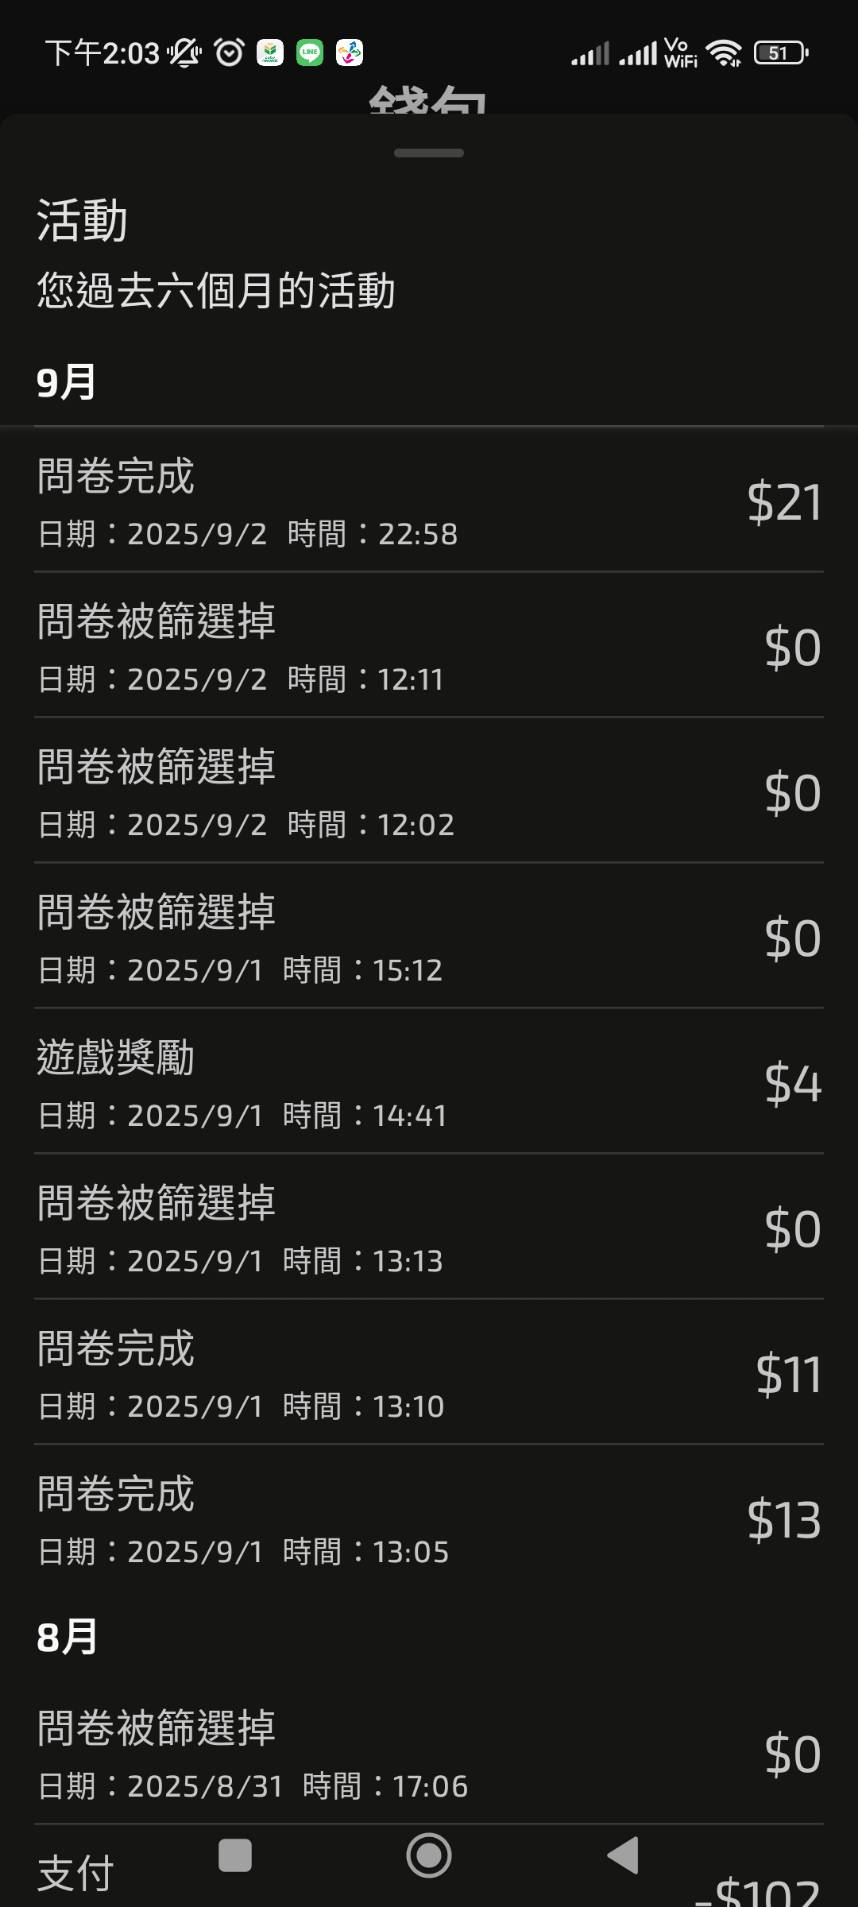 下午2:03
LINE
Vo
WiFi
51
錢包
活動
您過去六個月的活動
9月
問卷完成
日期：2025/9/2 時間：22:58
$21
問卷被篩選掉
日期：2025/9/2 時間：12:11
$0
問卷被篩選掉
日期：2025/9/2 時間：12:02
$0
問卷被篩選掉
日期：2025/9/1 時間：15:12
$0
遊戲獎勵
日期：2025/9/1 時間：14:41
$4
問卷被篩選掉
日期：2025/9/1 時間：13:13
$0
問卷完成
日期：2025/9/1 時間：13:10
$11
問卷完成
日期：2025/9/1 時間：13:05
$13
8月
問卷被篩選掉
日期：2025/8/31 時間：17:06
$0
支付
-$102